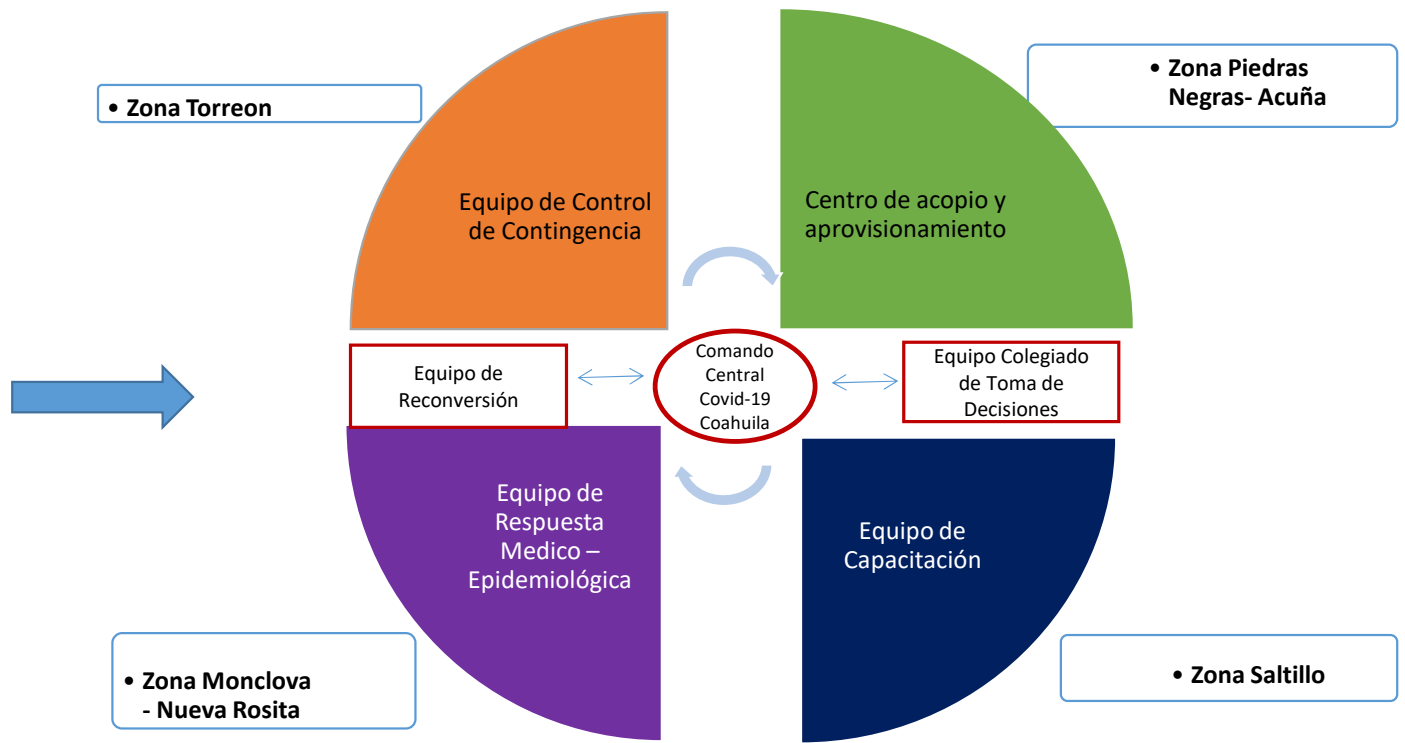 • Zona Torreon
• Zona Piedras
Negras- Acuña
Equipo de Control
de Contingencia
Centro de acopio y
aprovisionamiento
Equipo de
Reconversión
Comando
Central
Covid-19
Coahuila
Equipo Colegiado
de Toma de
Decisiones
Equipo de
Respuesta
Medico –
Epidemiológica
Equipo de
Capacitación
• Zona Monclova
- Nueva Rosita
• Zona Saltillo